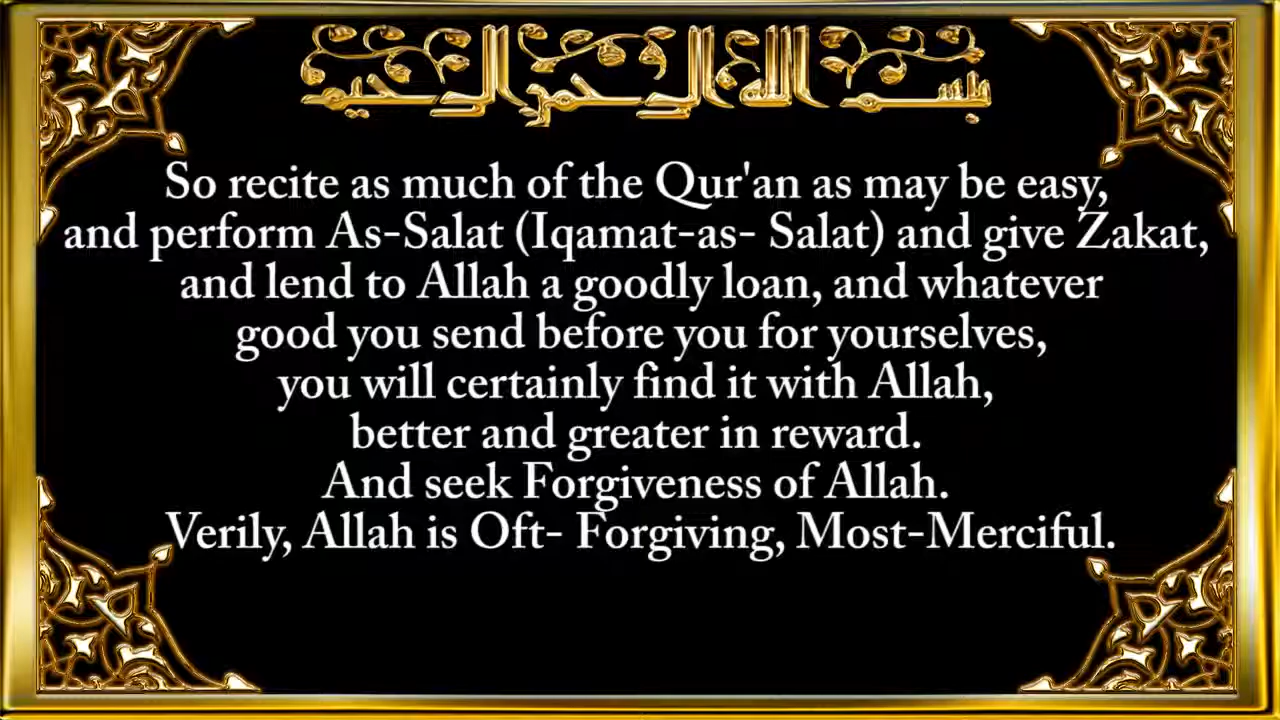 بسم الله الرحمن الرحيم
So recite as much of the Qur'an as may be easy,
and perform As-Salat (Iqamat-as- Salat) and give Zakat,
and lend to Allah a goodly loan, and whatever
good you send before you for yourselves,
you will certainly find it with Allah,
better and greater in reward.
And seek Forgiveness of Allah.
Verily, Allah is Oft- Forgiving, Most-Merciful.